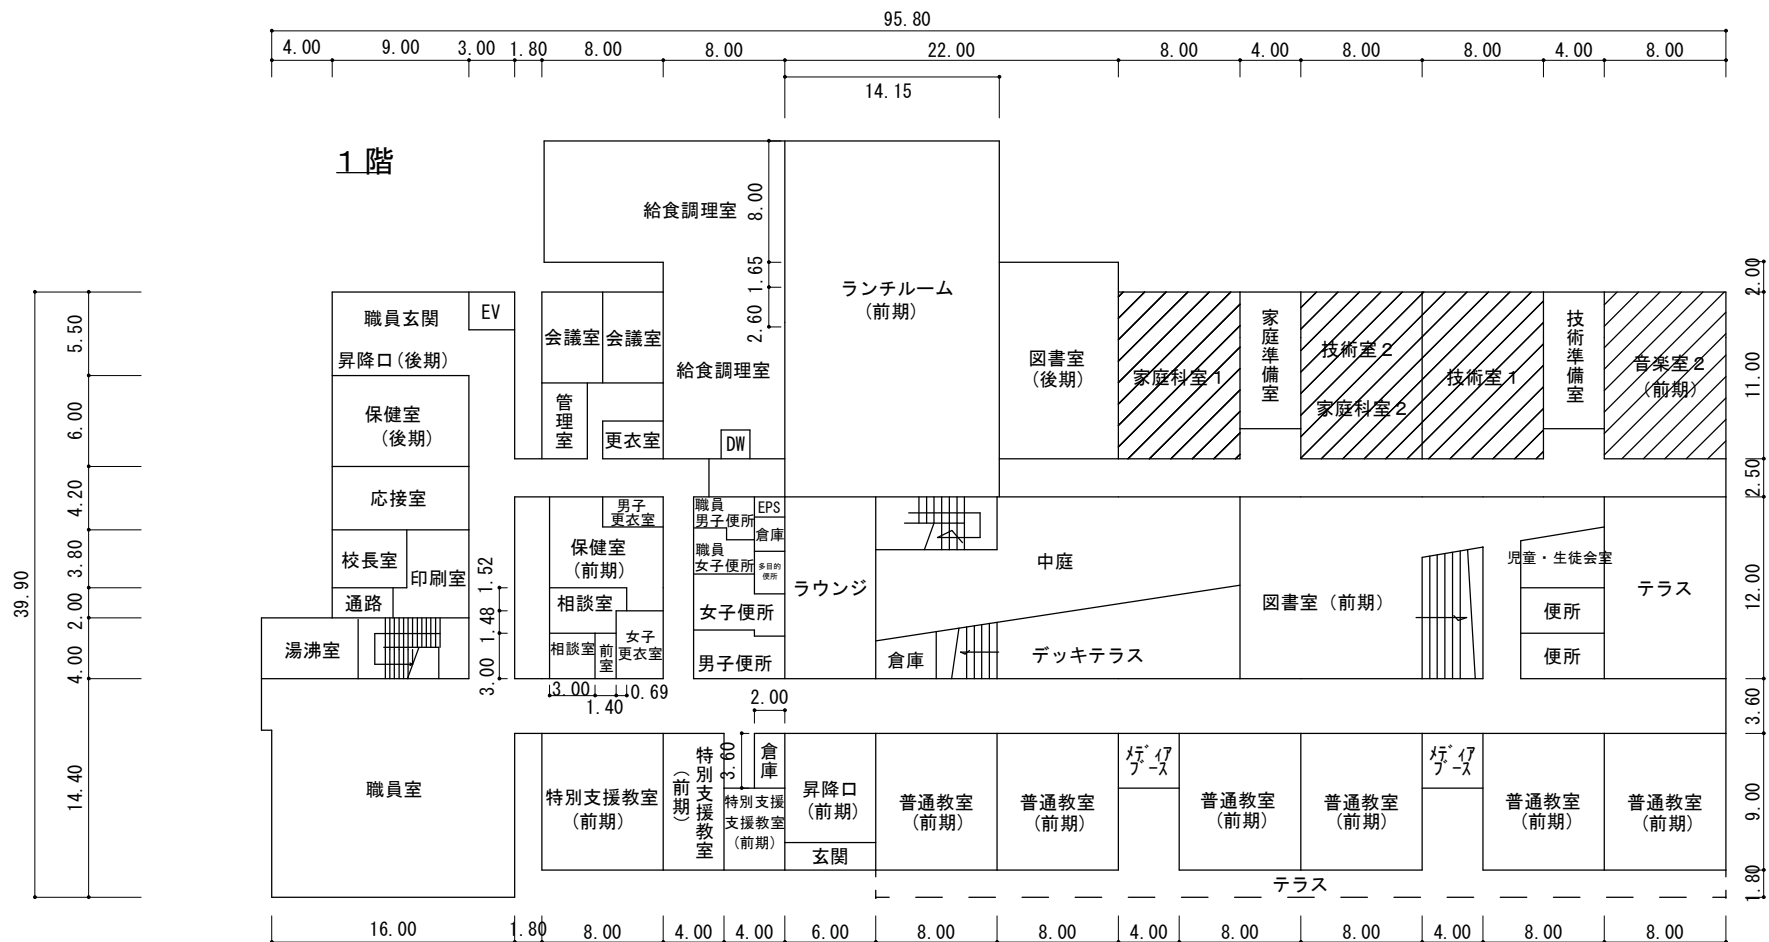 95.80
4.00
9.00
3.00
1.80
8.00
8.00
22.00
8.00
4.00
8.00
8.00
4.00
8.00
14.15
1階
給食調理室
8.00
1.65
2.60
ランチルーム
(前期)
2.00
職員玄関
EV
昇降口(後期)
会議室
会議室
給食調理室
図書室
(後期)
家庭科室1
家庭準備室
技術室2
家庭科室2
技術室1
技術準備室
音楽室2
(前期)
11.00
5.50
保健室
(後期)
管理室
更衣室
DW
6.00
2.50
応接室
4.20
男子
更衣室
職員
男子便所
EPS
倉庫
保健室
(前期)
職員
女子便所
多目的
便所
中庭
児童・生徒会室
校長室
印刷室
3.80
1.52
39.90
通路
2.00
相談室
女子便所
ラウンジ
図書室(前期)
便所
テラス
12.00
1.48
湯沸室
4.00
相談室
前室
女子
更衣室
男子便所
倉庫
デッキテラス
便所
3.00
3.00
1.40
0.69
2.00
3.60
3.60
職員室
14.40
特別支援教室
(前期)
特別支援教室
(前期)
倉庫
特別支援
支援教室
(前期)
昇降口
(前期)
玄関
普通教室
(前期)
普通教室
(前期)
メディア
ブース
普通教室
(前期)
普通教室
(前期)
メディア
ブース
普通教室
(前期)
普通教室
(前期)
9.00
テラス
1.80
16.00
1.80
8.00
4.00
4.00
6.00
8.00
8.00
4.00
8.00
8.00
4.00
8.00
8.00